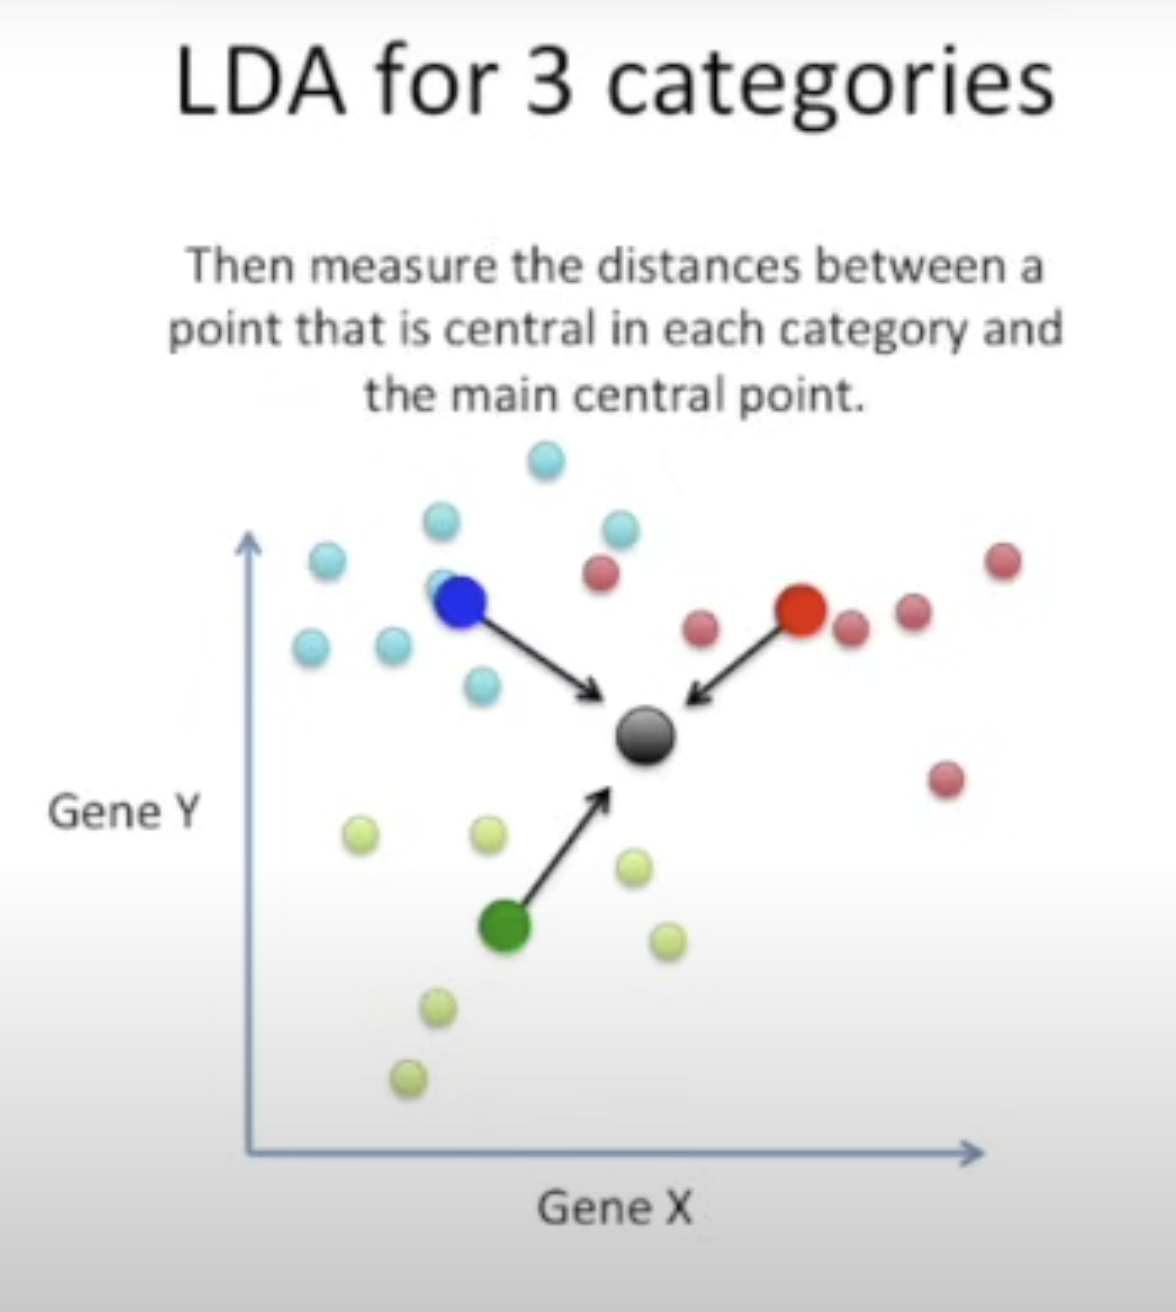 LDA for 3 categories
Then measure the distances between a
point that is central in each category and
the main central point.
Gene Y
Gene X